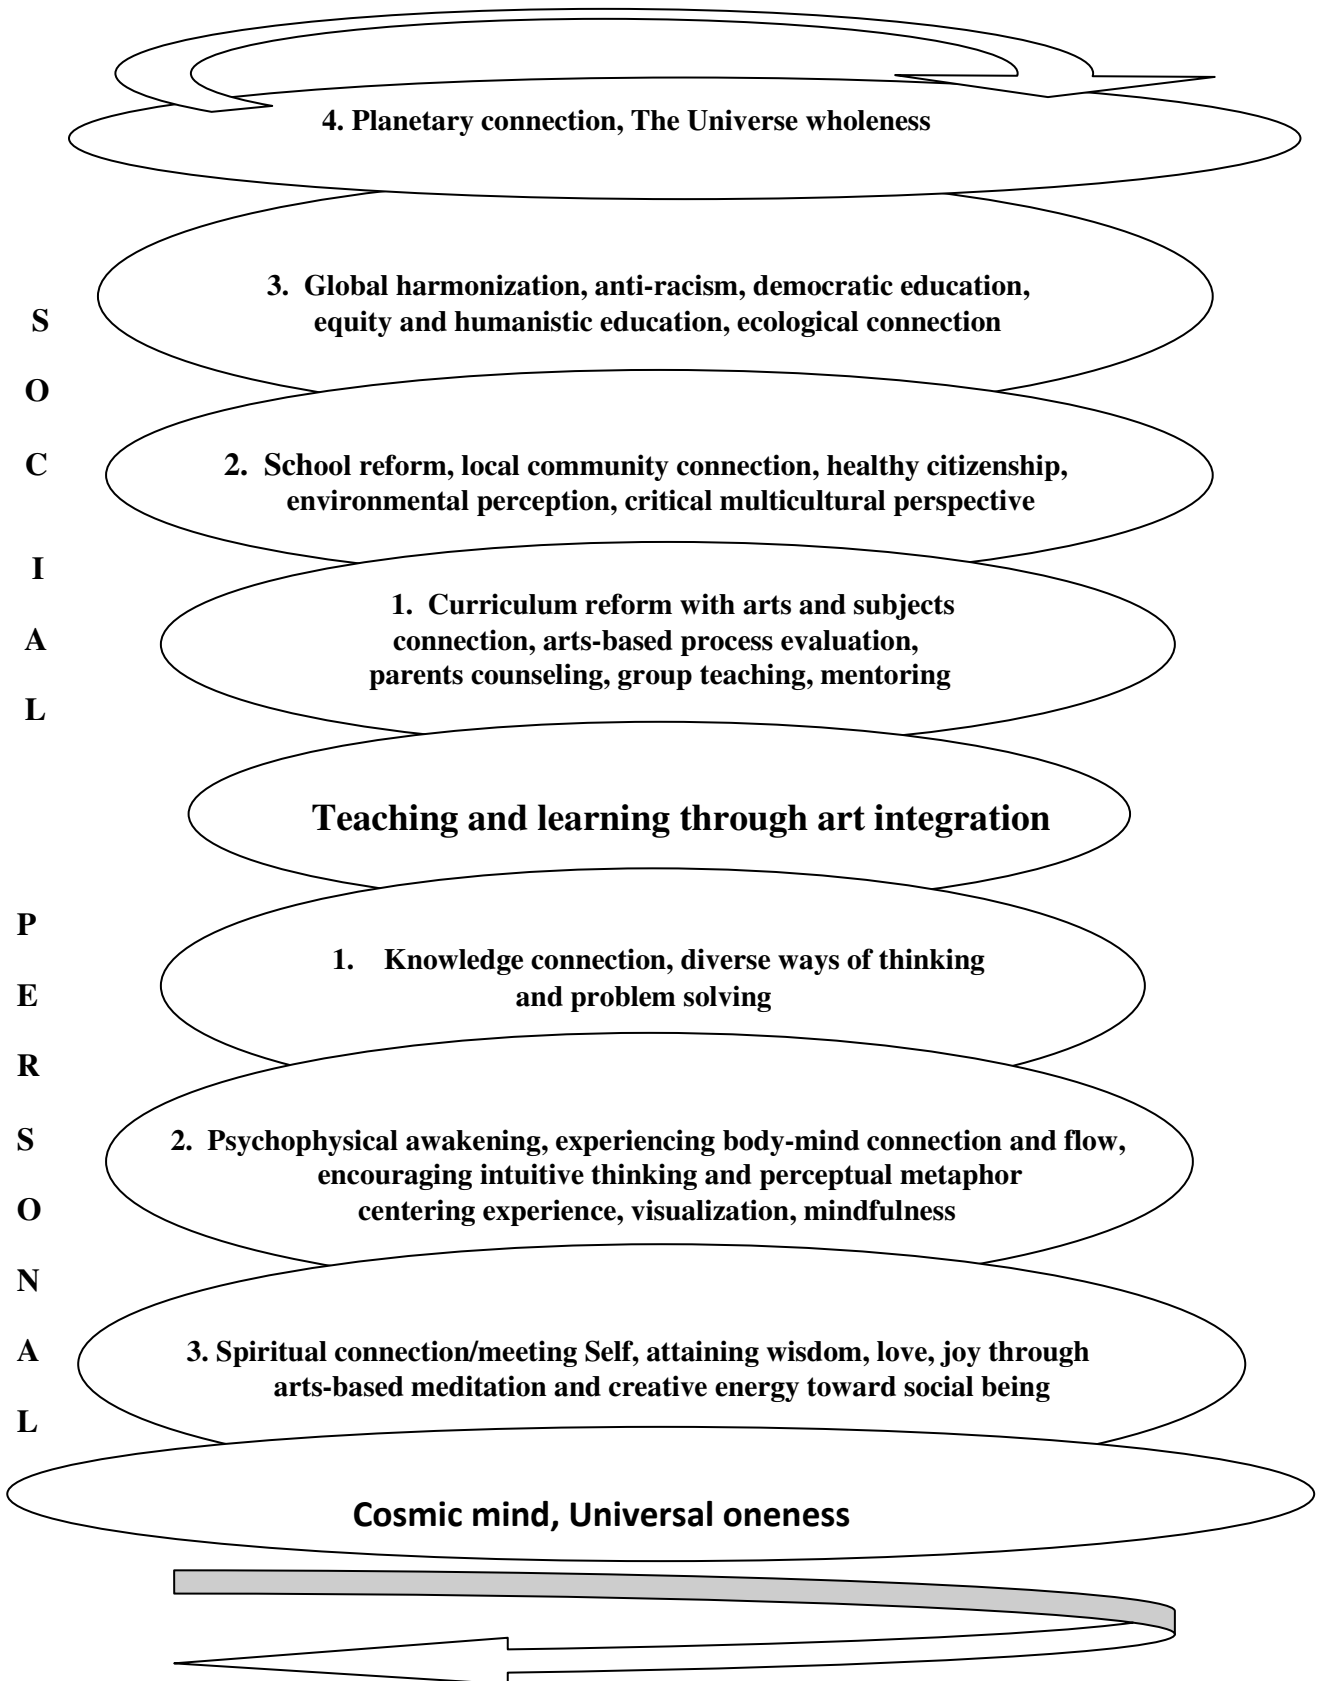 4. Planetary connection, The Universe wholeness
3. Global harmonization, anti-racism, democratic education,
equity and humanistic education, ecological connection
2. School reform, local community connection, healthy citizenship,
environmental perception, critical multicultural perspective
1. Curriculum reform with arts and subjects
connection, arts-based process evaluation,
parents counseling, group teaching, mentoring
S
O
C
I
A
L
Teaching and learning through art integration
1. Knowledge connection, diverse ways of thinking
and problem solving
2. Psychophysical awakening, experiencing body-mind connection and flow,
encouraging intuitive thinking and perceptual metaphor
centering experience, visualization, mindfulness
3. Spiritual connection/meeting Self, attaining wisdom, love, joy through
arts-based meditation and creative energy toward social being
P
E
R
S
O
N
A
L
Cosmic mind, Universal oneness